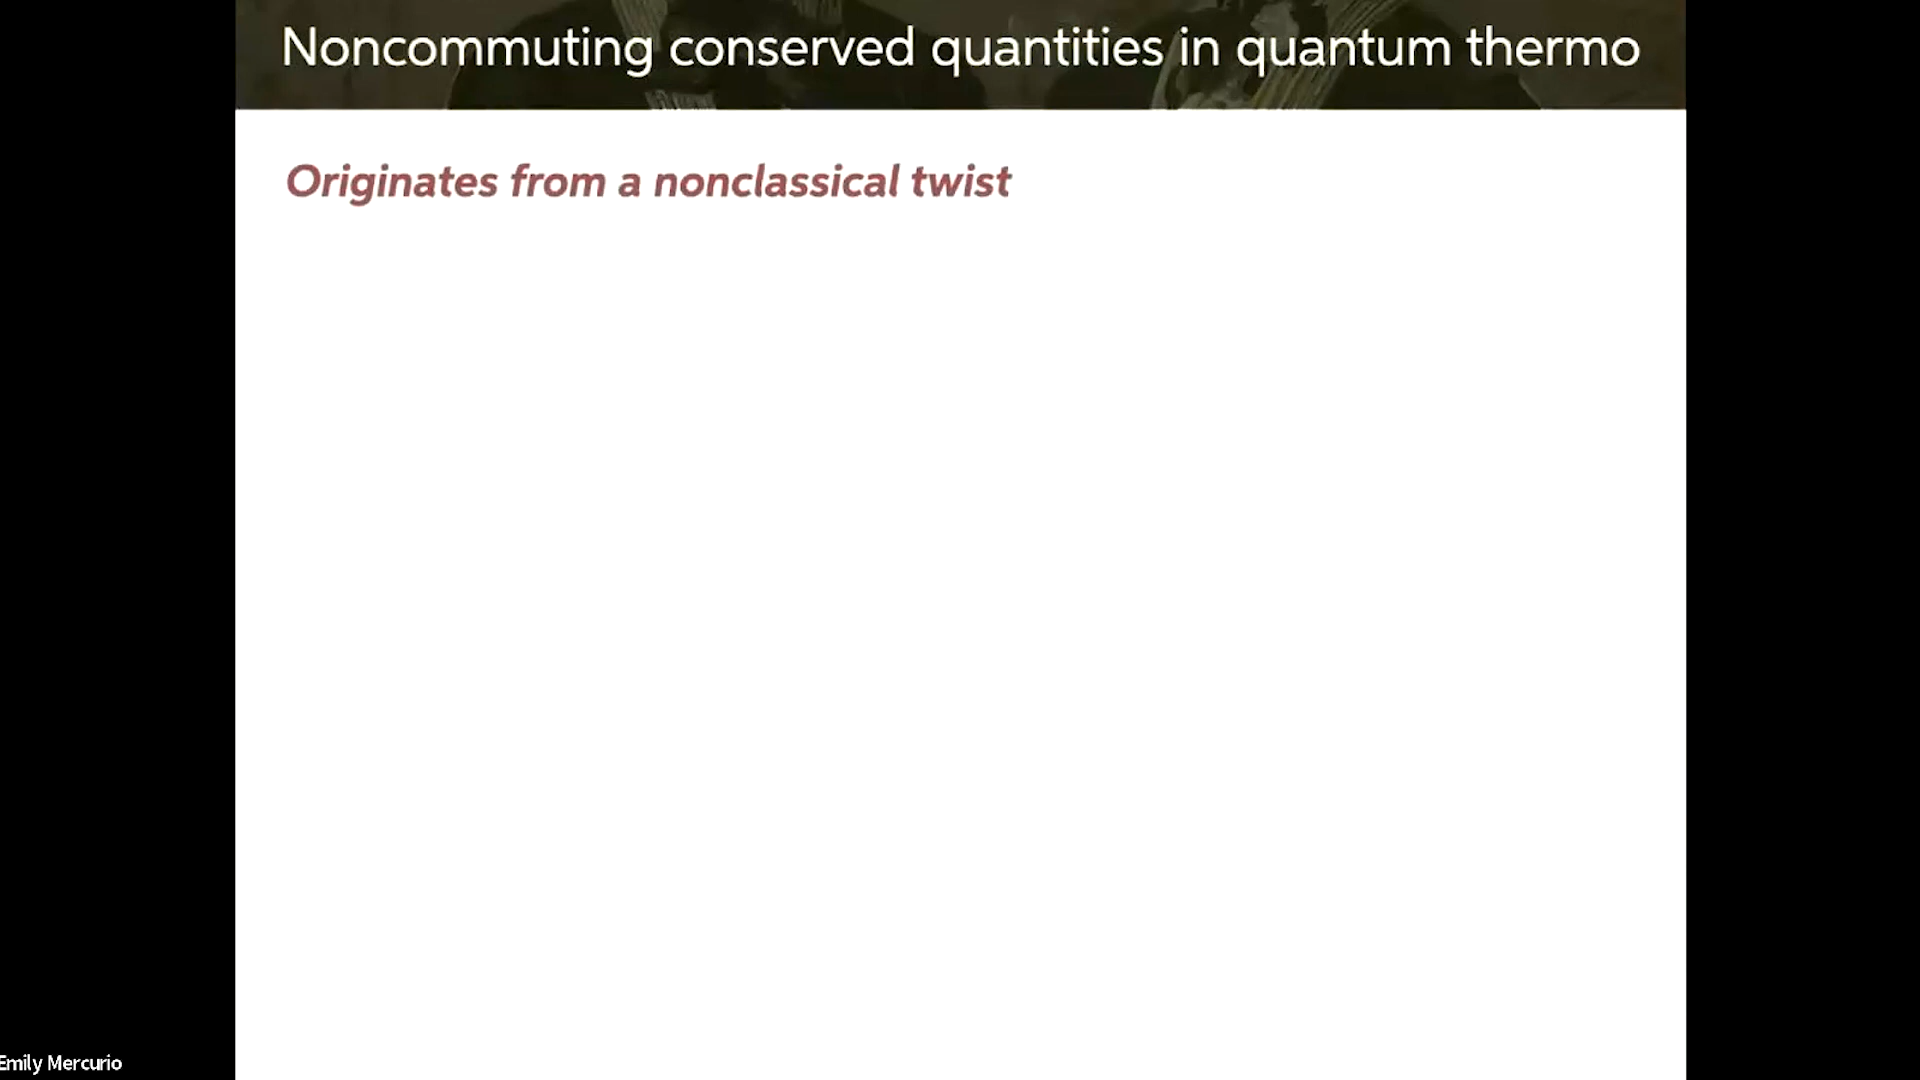 Noncommuting conserved quantities in quantum thermo
Originates from a nonclassical twist
Emily Mercurio